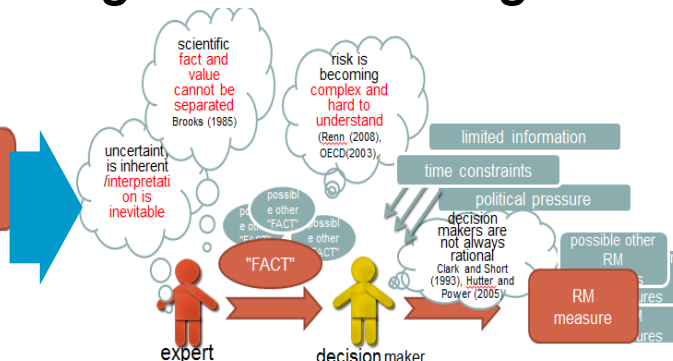 scientific
fact and
value
cannot be
separated
Brooks (1985)
risk is
becoming
complex and
hard to
understand
(Renn (2008),
OECD(2003),
uncertainty
is inherent
/interpretati
on is
inevitable
limited information
time constraints
political pressure
possibl
e other
"FACT"
possibl
e other
FACT"
"FACT"
decision
makers are
not always
rational
Clark and Short
(1993), Hutter and
Power (2005)
possible other
RM
RM
measure
expert
decision maker